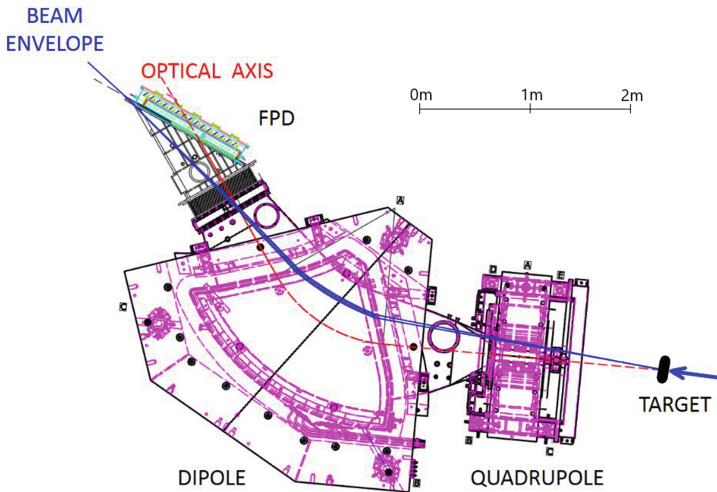 BEAM
ENVELOPE
OPTICAL AXIS
FPD
0m 1m 2m
A
D A E
C
B C
B
TARGET
DIPOLE
QUADRUPOLE